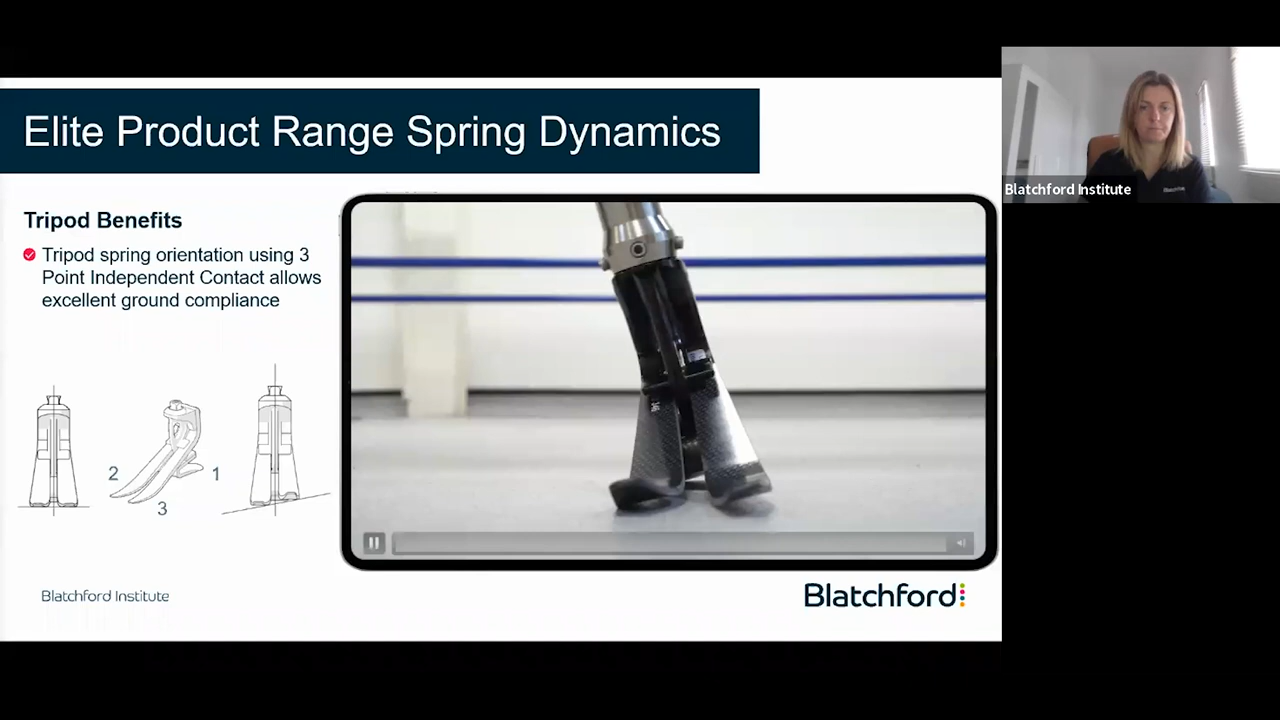 Elite Product Range Spring Dynamics
Tripod Benefits
Tripod spring orientation using 3
Point Independent Contact allows
excellent ground compliance
2
1
3
Blatchford Institute
Blatchford
Blatchford Institute